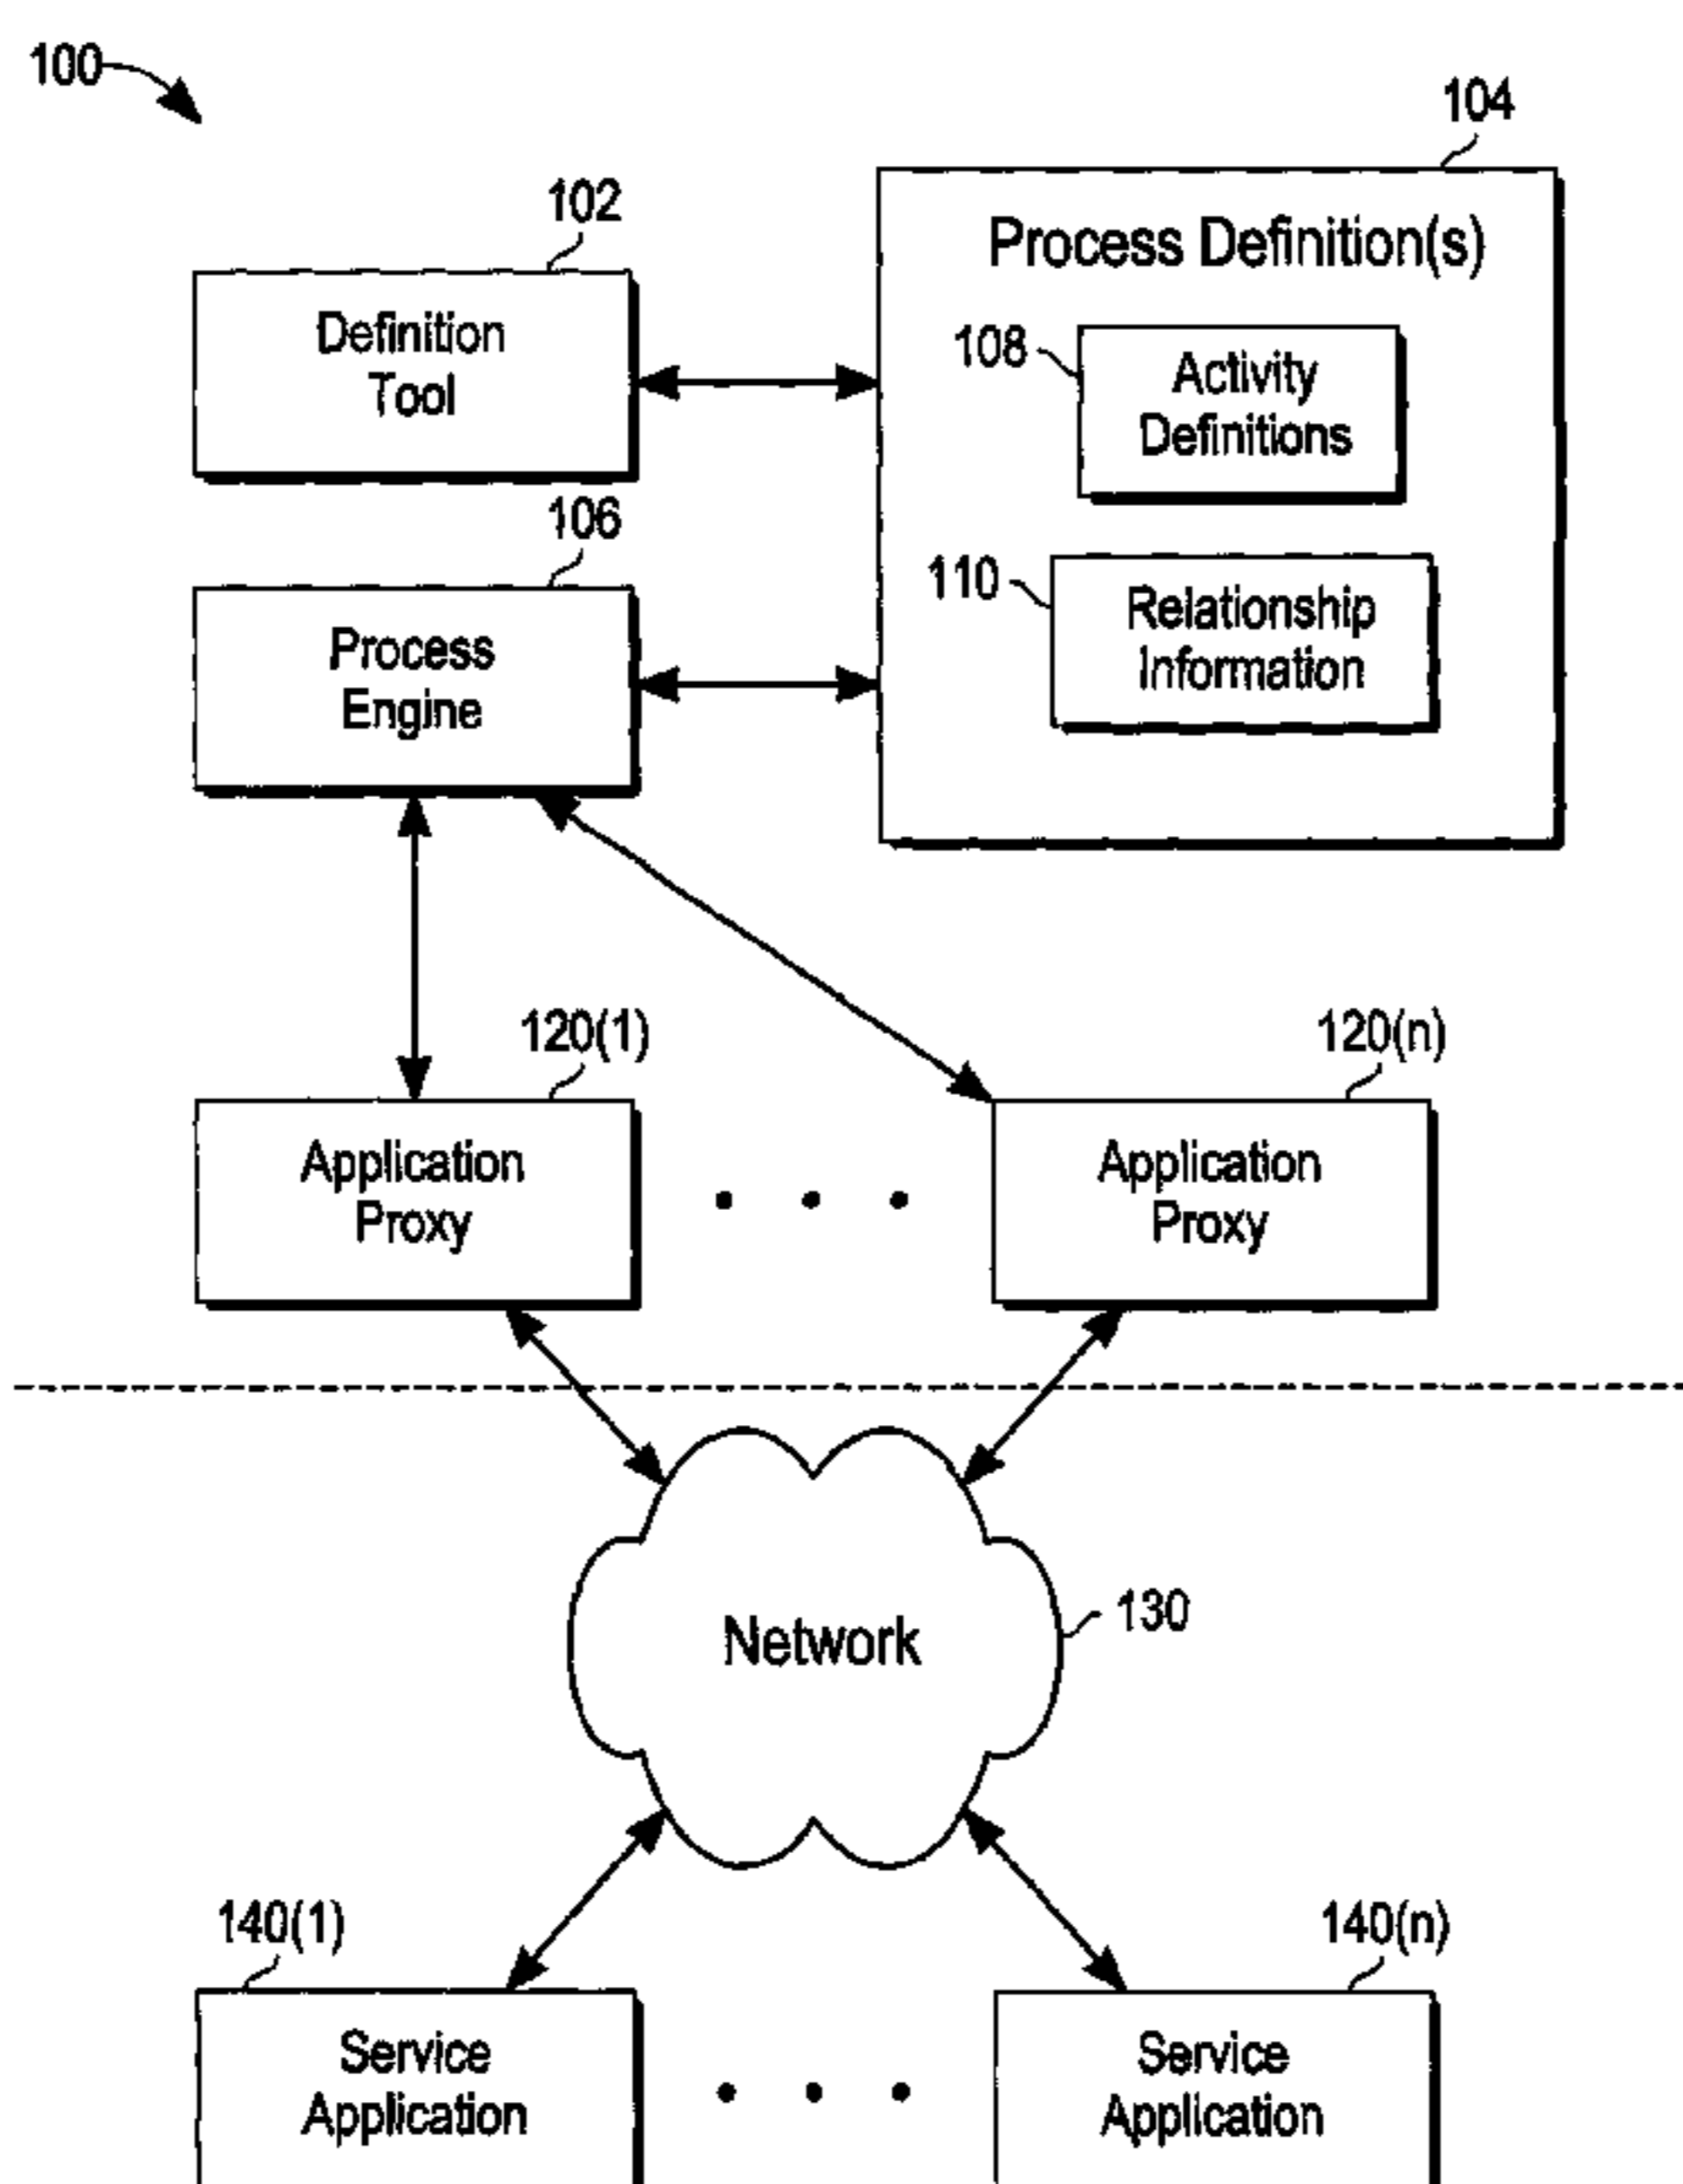 100
104
102
Process Definition(s)
Definition
Tool
108
Activity
Definitions
106
110
Relationship
Information
Process
Engine
120(1)
120(n)
Application
Proxy
Application
Proxy
Network
130
140(1)
140(n)
Service
Application
Service
Application